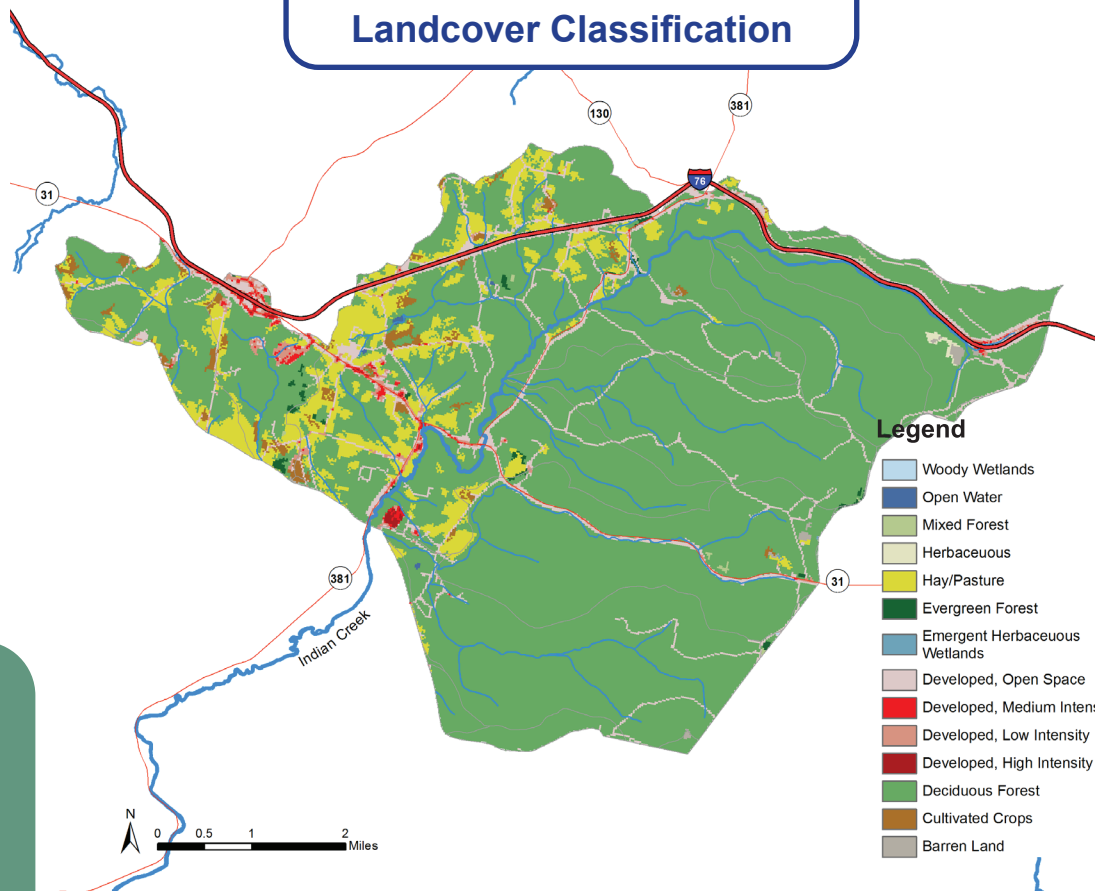 Landcover Classification
130
381
76
31
Legend
Woody Wetlands
Open Water
Mixed Forest
Herbaceuous
Hay/Pasture
Evergreen Forest
Emergent Herbaceuous
Wetlands
Developed, Open Space
Developed, Medium Intens
Developed, Low Intensity
Developed, High Intensity
Deciduous Forest
Cultivated Crops
Barren Land
31
381
Indian Creek
N
0 0.5 1 2
Miles